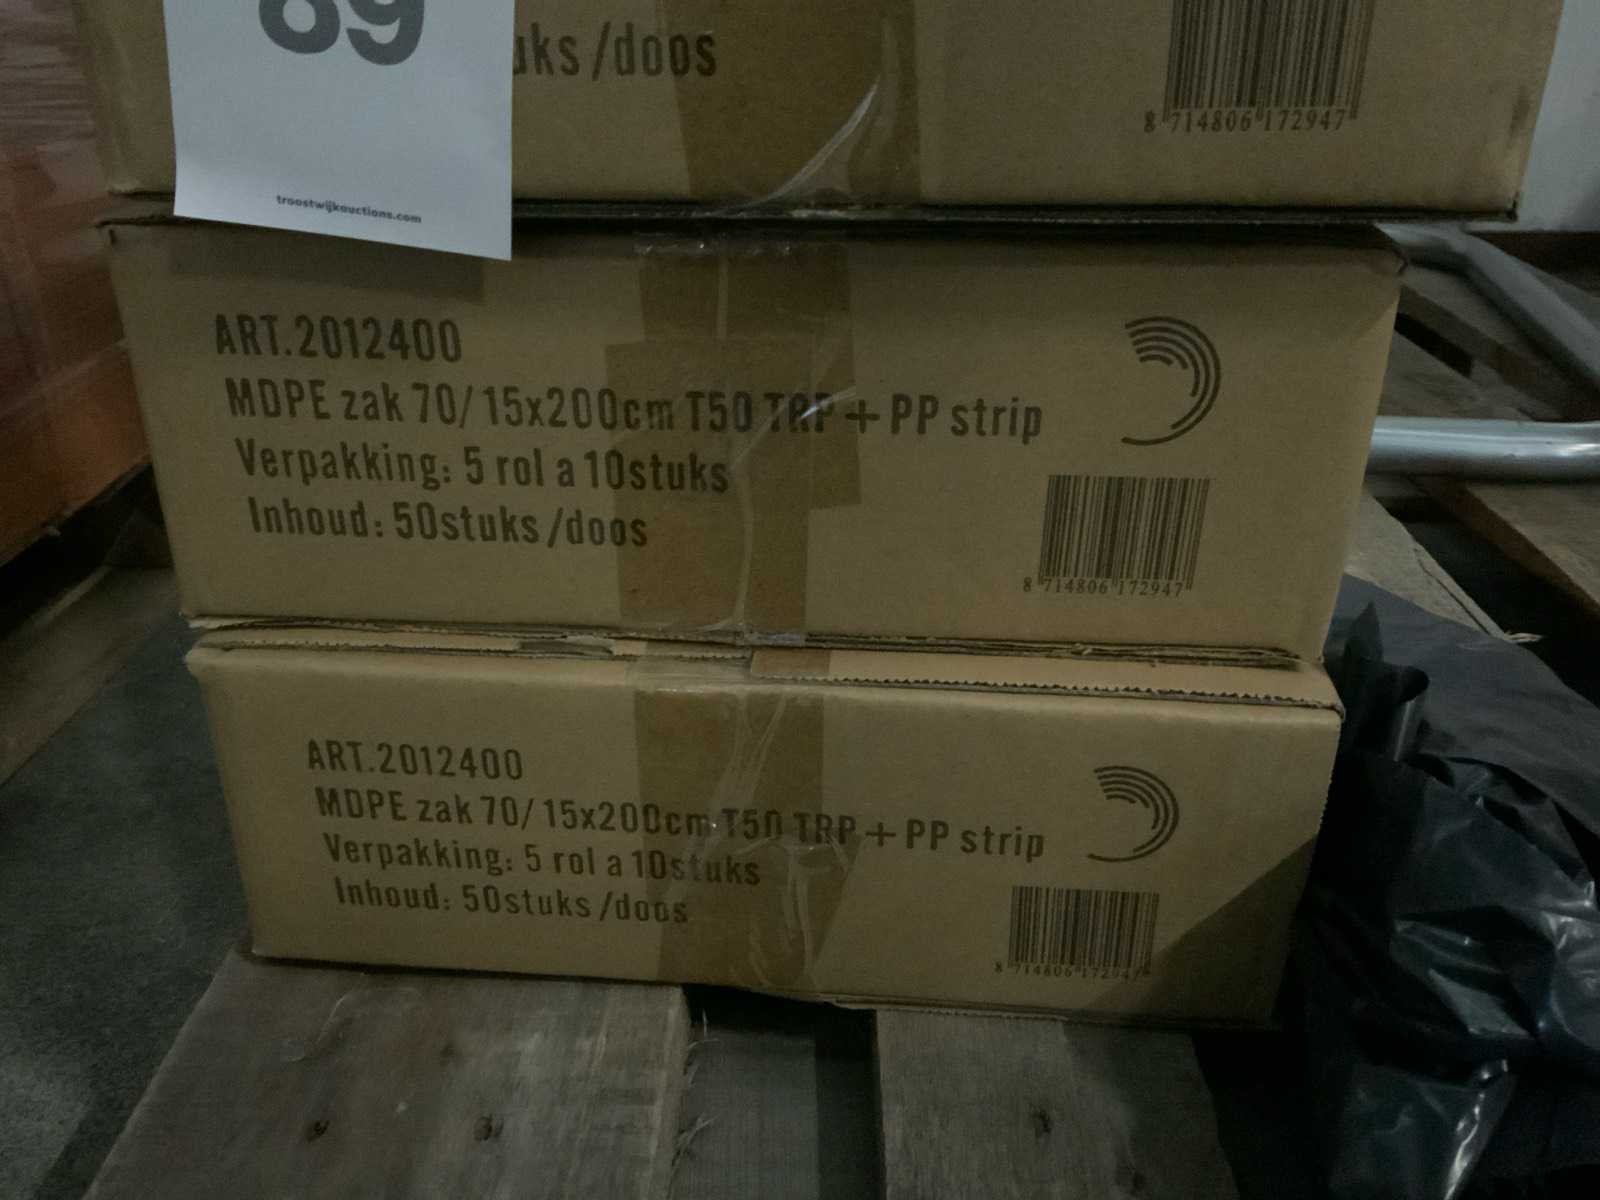 69
uks /doos
8 714806 172947
troostwijkauctions.com
ART.2012400
MDPE zak 70/ 15x200cm T50 TRP + PP strip
Verpakking: 5 rol a 10stuks
Inhoud: 50stuks /doos
8 714806 172947
ART.2012400
MDPE zak 70/ 15x200cm T50 TRP + PP strip
Verpakking: 5 rol a 10stuks
Inhoud: 50stuks /doos
8 714806 172947